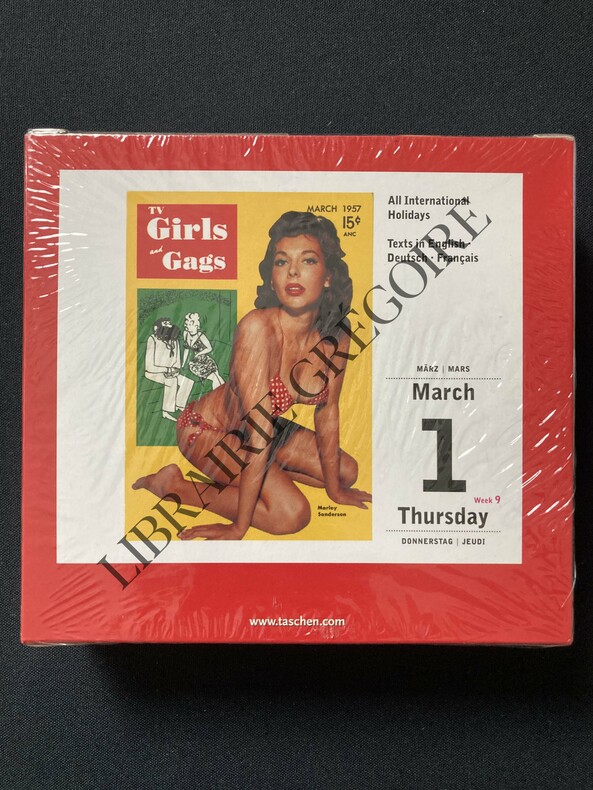 TV
Girls
and
Gags
MARCH 1957
15¢
ANC
Marley
Sanderson
All International
Holidays
Texts in English ·
Deutsch · Français
MÄRZ | MARS
March
1
Week 9
Thursday
DONNERSTAG | JEUDI
www.taschen.com
LIBRAIRIE GRÉGOIRE